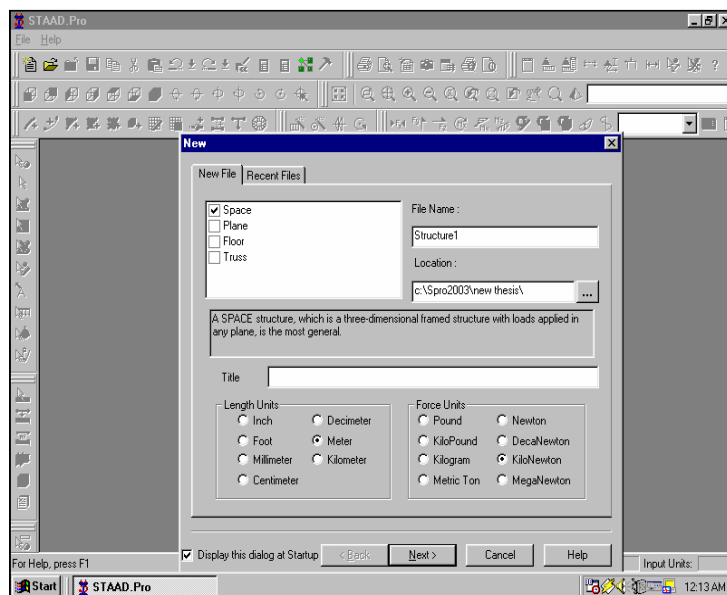 STAAD.Pro
File Help
New
New File
Recent Files
Space
Plane
Floor
Truss
File Name :
Structure1
Location :
c:\Spro2003\new thesis\
...
A SPACE structure, which is a three-dimensional framed structure with loads applied in
any plane, is the most general.
Title
Length Units
Inch
Decimeter
Foot
Meter
Millimeter
Kilometer
Centimeter
Force Units
Pound
Newton
KiloPound
DecaNewton
Kilogram
KiloNewton
Metric Ton
MegaNewton
Display this dialog at Startup
< Back
Next >
Cancel
Help
For Help, press F1
Input Units:
Start
STAAD.Pro
12:13 AM